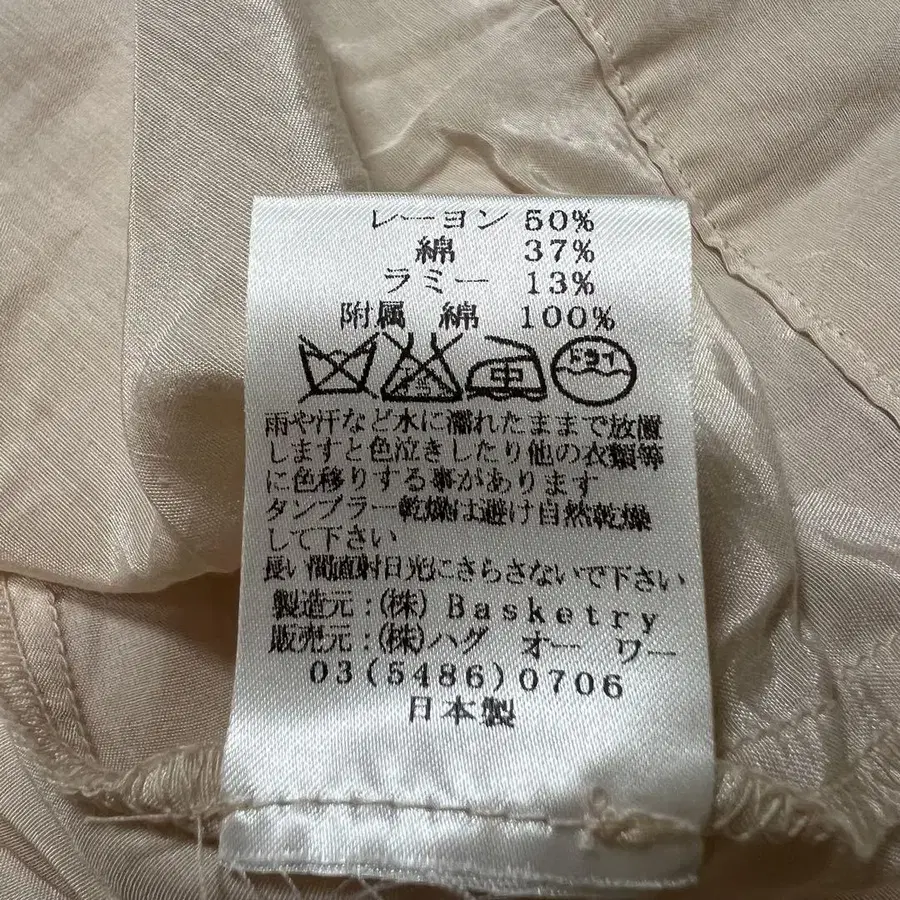 レーヨン 50%
綿 37%
ラミー 13%
附属 綿 100%
中 ドライ
雨や汗など水に濡れたままで放置
しますと色泣きしたり他の衣類等
に色移りする事があります
タンブラー乾燥は避け自然乾燥
して下さい
長い間直射日光にさらさないで下さい
製造元:(株) Basketry
販売元:(株)ハグ オー ワー
03(5486)0706
日本製